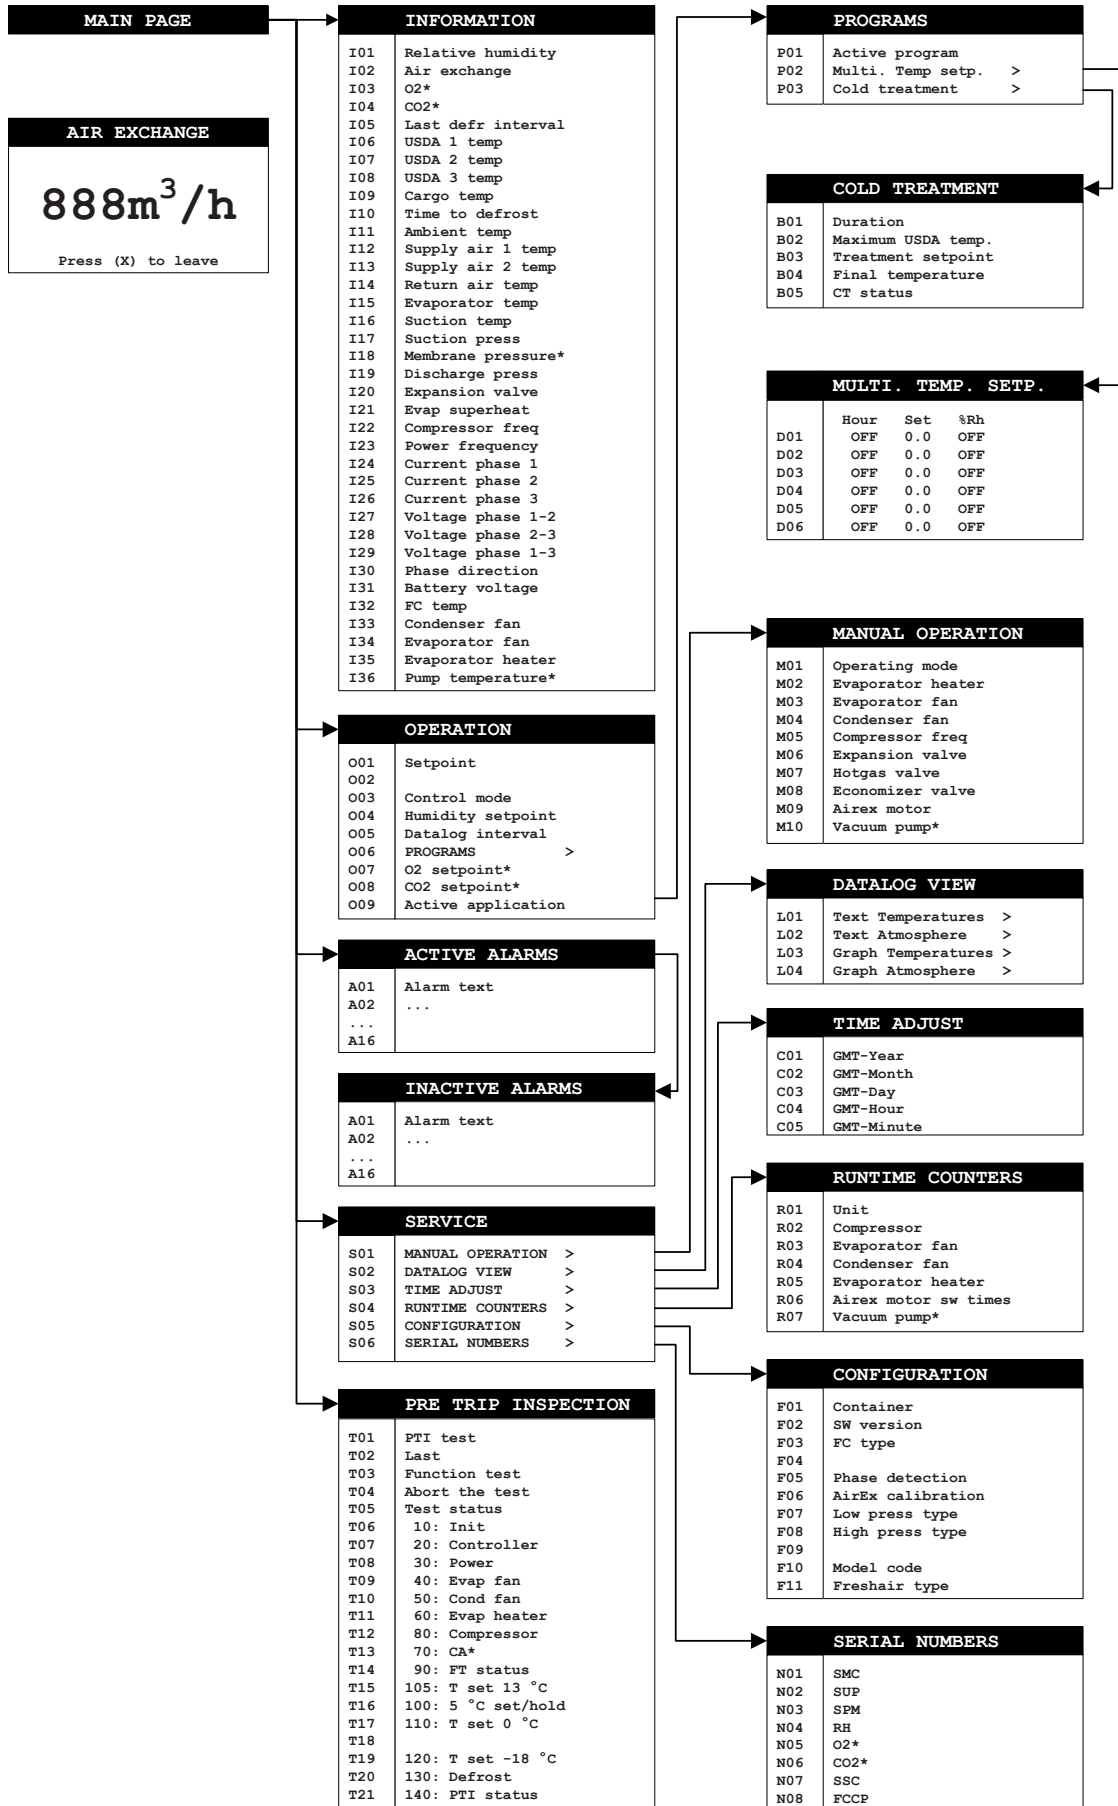 MAIN PAGE
AIR EXCHANGE
888m³/h
Press (X) to leave
INFORMATION
I01 Relative humidity
I02 Air exchange
I03 O2*
I04 CO2*
I05 Last defr interval
I06 USDA 1 temp
I07 USDA 2 temp
I08 USDA 3 temp
I09 Cargo temp
I10 Time to defrost
I11 Ambient temp
I12 Supply air 1 temp
I13 Supply air 2 temp
I14 Return air temp
I15 Evaporator temp
I16 Suction temp
I17 Suction press
I18 Membrane pressure*
I19 Discharge press
I20 Expansion valve
I21 Evap superheat
I22 Compressor freq
I23 Power frequency
I24 Current phase 1
I25 Current phase 2
I26 Current phase 3
I27 Voltage phase 1-2
I28 Voltage phase 2-3
I29 Voltage phase 1-3
I30 Phase direction
I31 Battery voltage
I32 FC temp
I33 Condenser fan
I34 Evaporator fan
I35 Evaporator heater
I36 Pump temperature*
OPERATION
O01 Setpoint
O02
O03 Control mode
O04 Humidity setpoint
O05 Datalog interval
O06 PROGRAMS >
O07 O2 setpoint*
O08 CO2 setpoint*
O09 Active application
ACTIVE ALARMS
A01 Alarm text
A02 ...
...
A16
INACTIVE ALARMS
A01 Alarm text
A02 ...
...
A16
SERVICE
S01 MANUAL OPERATION >
S02 DATALOG VIEW >
S03 TIME ADJUST >
S04 RUNTIME COUNTERS >
S05 CONFIGURATION >
S06 SERIAL NUMBERS >
PRE TRIP INSPECTION
T01 PTI test
T02 Last
T03 Function test
T04 Abort the test
T05 Test status
T06 10: Init
T07 20: Controller
T08 30: Power
T09 40: Evap fan
T10 50: Cond fan
T11 60: Evap heater
T12 80: Compressor
T13 70: CA*
T14 90: FT status
T15 105: T set 13 °C
T16 100: 5 °C set/hold
T17 110: T set 0 °C
T18
T19 120: T set -18 °C
T20 130: Defrost
T21 140: PTI status
PROGRAMS
P01 Active program
P02 Multi. Temp setp. >
P03 Cold treatment >
COLD TREATMENT
B01 Duration
B02 Maximum USDA temp.
B03 Treatment setpoint
B04 Final temperature
B05 CT status
MULTI. TEMP. SETP.
Hour Set %Rh
D01 OFF 0.0 OFF
D02 OFF 0.0 OFF
D03 OFF 0.0 OFF
D04 OFF 0.0 OFF
D05 OFF 0.0 OFF
D06 OFF 0.0 OFF
MANUAL OPERATION
M01 Operating mode
M02 Evaporator heater
M03 Evaporator fan
M04 Condenser fan
M05 Compressor freq
M06 Expansion valve
M07 Hotgas valve
M08 Economizer valve
M09 Airex motor
M10 Vacuum pump*
DATALOG VIEW
L01 Text Temperatures >
L02 Text Atmosphere >
L03 Graph Temperatures >
L04 Graph Atmosphere >
TIME ADJUST
C01 GMT-Year
C02 GMT-Month
C03 GMT-Day
C04 GMT-Hour
C05 GMT-Minute
RUNTIME COUNTERS
R01 Unit
R02 Compressor
R03 Evaporator fan
R04 Condenser fan
R05 Evaporator heater
R06 Airex motor sw times
R07 Vacuum pump*
CONFIGURATION
F01 Container
F02 SW version
F03 FC type
F04
F05 Phase detection
F06 AirEx calibration
F07 Low press type
F08 High press type
F09
F10 Model code
F11 Freshair type
SERIAL NUMBERS
N01 SMC
N02 SUP
N03 SPM
N04 RH
N05 O2*
N06 CO2*
N07 SSC
N08 FCCP